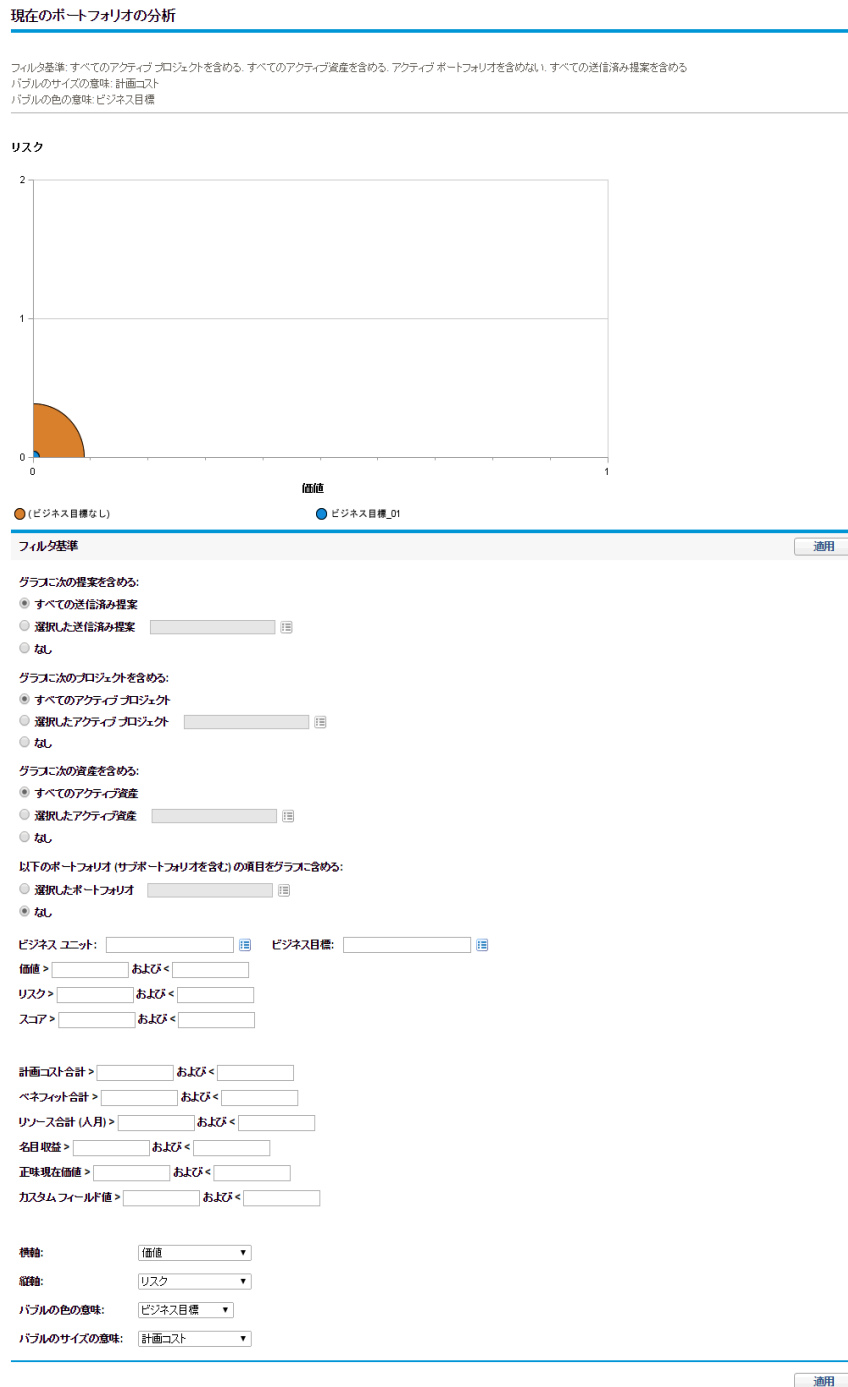 現在のポートフォリオの分析
フィルタ基準: すべてのアクティブ プロジェクトを含める. すべてのアクティブ資産を含める. アクティブ ポートフォリオを含めない. すべての送信済み提案を含める
バブルのサイズの意味: 計画コスト
バブルの色の意味: ビジネス目標
リスク
2
1
0
0 1
価値
(ビジネス目標なし) ビジネス目標_01
フィルタ基準 適用
グラフに次の提案を含める:
すべての送信済み提案
選択した送信済み提案
なし
グラフに次のプロジェクトを含める:
すべてのアクティブ プロジェクト
選択したアクティブ プロジェクト
なし
グラフに次の資産を含める:
すべてのアクティブ資産
選択したアクティブ資産
なし
以下のポートフォリオ (サブポートフォリオを含む) の項目をグラフに含める:
選択したポートフォリオ
なし
ビジネス ユニット: ビジネス目標:
価値 > および <
リスク > および <
スコア > および <
計画コスト合計 > および <
ベネフィット合計 > および <
リソース合計 (人月) > および <
名目収益 > および <
正味現在価値 > および <
カスタム フィールド値 > および <
横軸: 価値
縦軸: リスク
バブルの色の意味: ビジネス目標
バブルのサイズの意味: 計画コスト
適用